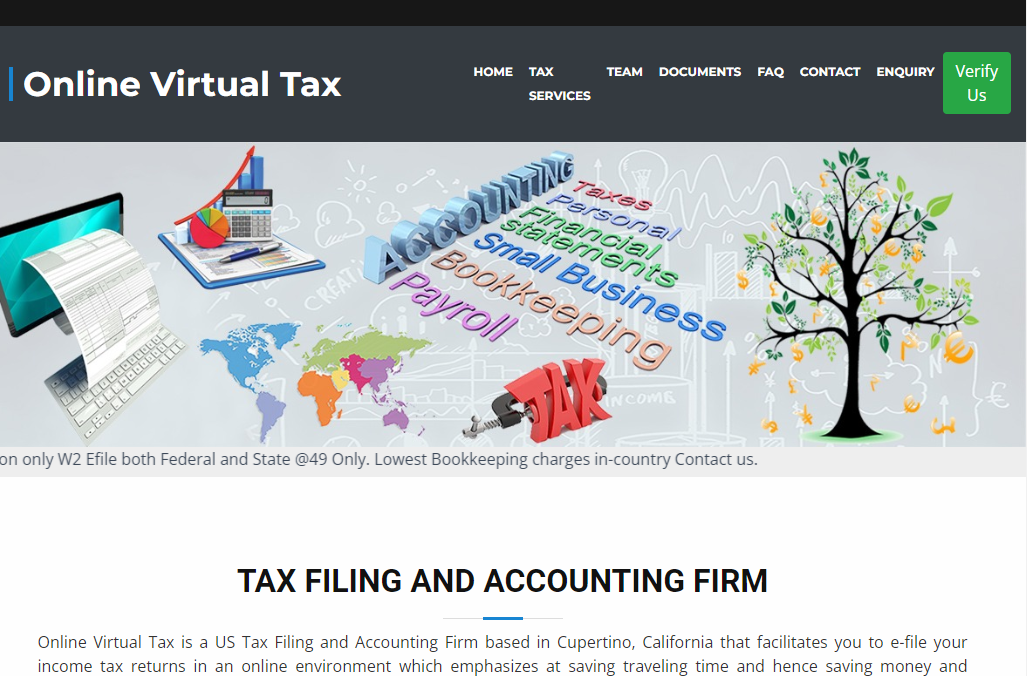 Online Virtual Tax
HOME TAX SERVICES TEAM DOCUMENTS FAQ CONTACT ENQUIRY Verify Us
ACCOUNTING
Taxes
Personal
Financial
statements
Small Business
Bookkeeping
Payroll
TAX
INCOME
on only W2 Efile both Federal and State @49 Only. Lowest Bookkeeping charges in-country Contact us.
TAX FILING AND ACCOUNTING FIRM
Online Virtual Tax is a US Tax Filing and Accounting Firm based in Cupertino, California that facilitates you to e-file your
income tax returns in an online environment which emphasizes at saving traveling time and hence saving money and